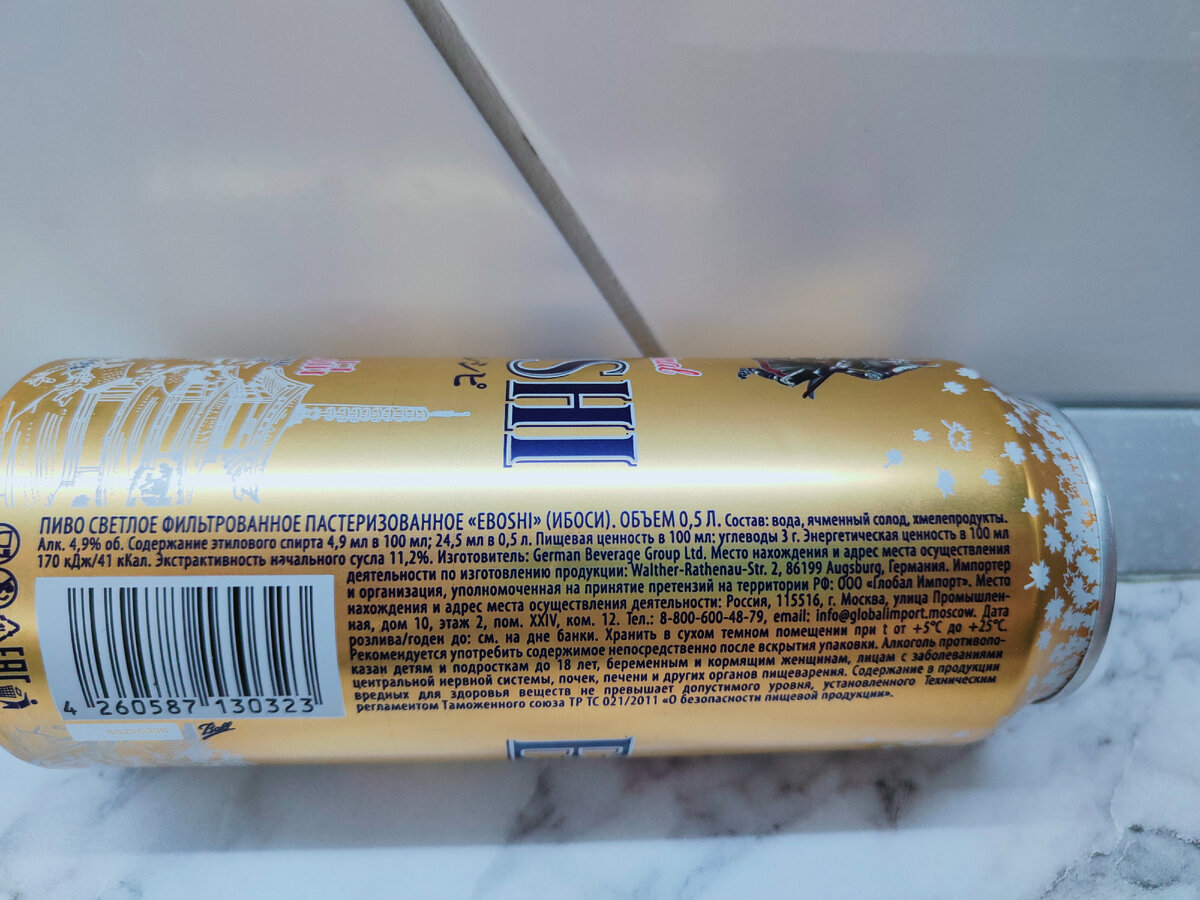 SHI
ПИВО СВЕТЛОЕ ФИЛЬТРОВАННОЕ ПАСТЕРИЗОВАННОЕ «EBOSHI» (ИБОСИ). ОБЪЕМ 0,5 Л. Состав: вода, ячменный солод, хмелепродукты.
Алк. 4,9% об. Содержание этилового спирта 4,9 мл в 100 мл; 24,5 мл в 0,5 л. Пищевая ценность в 100 мл: углеводы 3 г. Энергетическая ценность в 100 мл
170 кДж/41 кКал. Экстрактивность начального сусла 11,2%. Изготовитель: German Beverage Group Ltd. Место нахождения и адрес места осуществления
деятельности по изготовлению продукции: Walther-Rathenau-Str. 2, 86199 Augsburg, Германия. Импортер
и организация, уполномоченная на принятие претензий на территории РФ: ООО «Глобал Импорт». Место
нахождения и адрес места осуществления деятельности: Россия, 115516, г. Москва, улица Промышлен-
ная, дом 10, этаж 2, пом. XXIV, ком. 12. Тел.: 8-800-600-48-79, email: info@globalimport.moscow. Дата
розлива/годен до: см. на дне банки. Хранить в сухом темном помещении при t от +5°C до +25°C.
Рекомендуется употребить содержимое непосредственно после вскрытия упаковки. Алкоголь противопо-
казан детям и подросткам до 18 лет, беременным и кормящим женщинам, лицам с заболеваниями
центральной нервной системы, почек, печени и других органов пищеварения. Содержание в продукции
вредных для здоровья веществ не превышает допустимого уровня, установленного Техническим
регламентом Таможенного союза ТР ТС 021/2011 «О безопасности пищевой продукции».
EAC
4 260587 130323
Ball